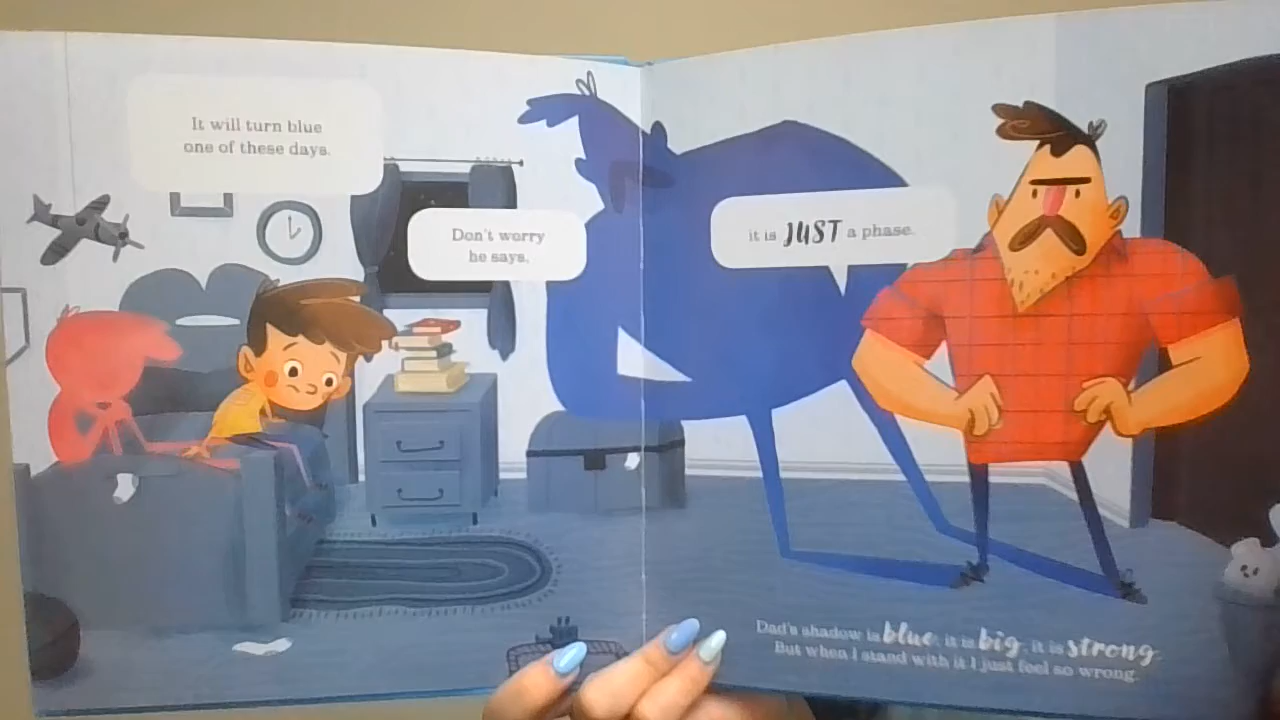 It will turn blue
one of these days.
Don't worry
he says,
it is JUST a phase.
Dad's shadow is blue, it is big, it is strong.
But when I stand with it I just feel so wrong.